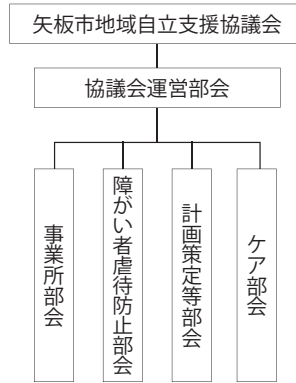 矢板市地域自立支援協議会
協議会運営部会
事業所部会
障がい者虐待防止部会
計画策定等部会
ケア部会